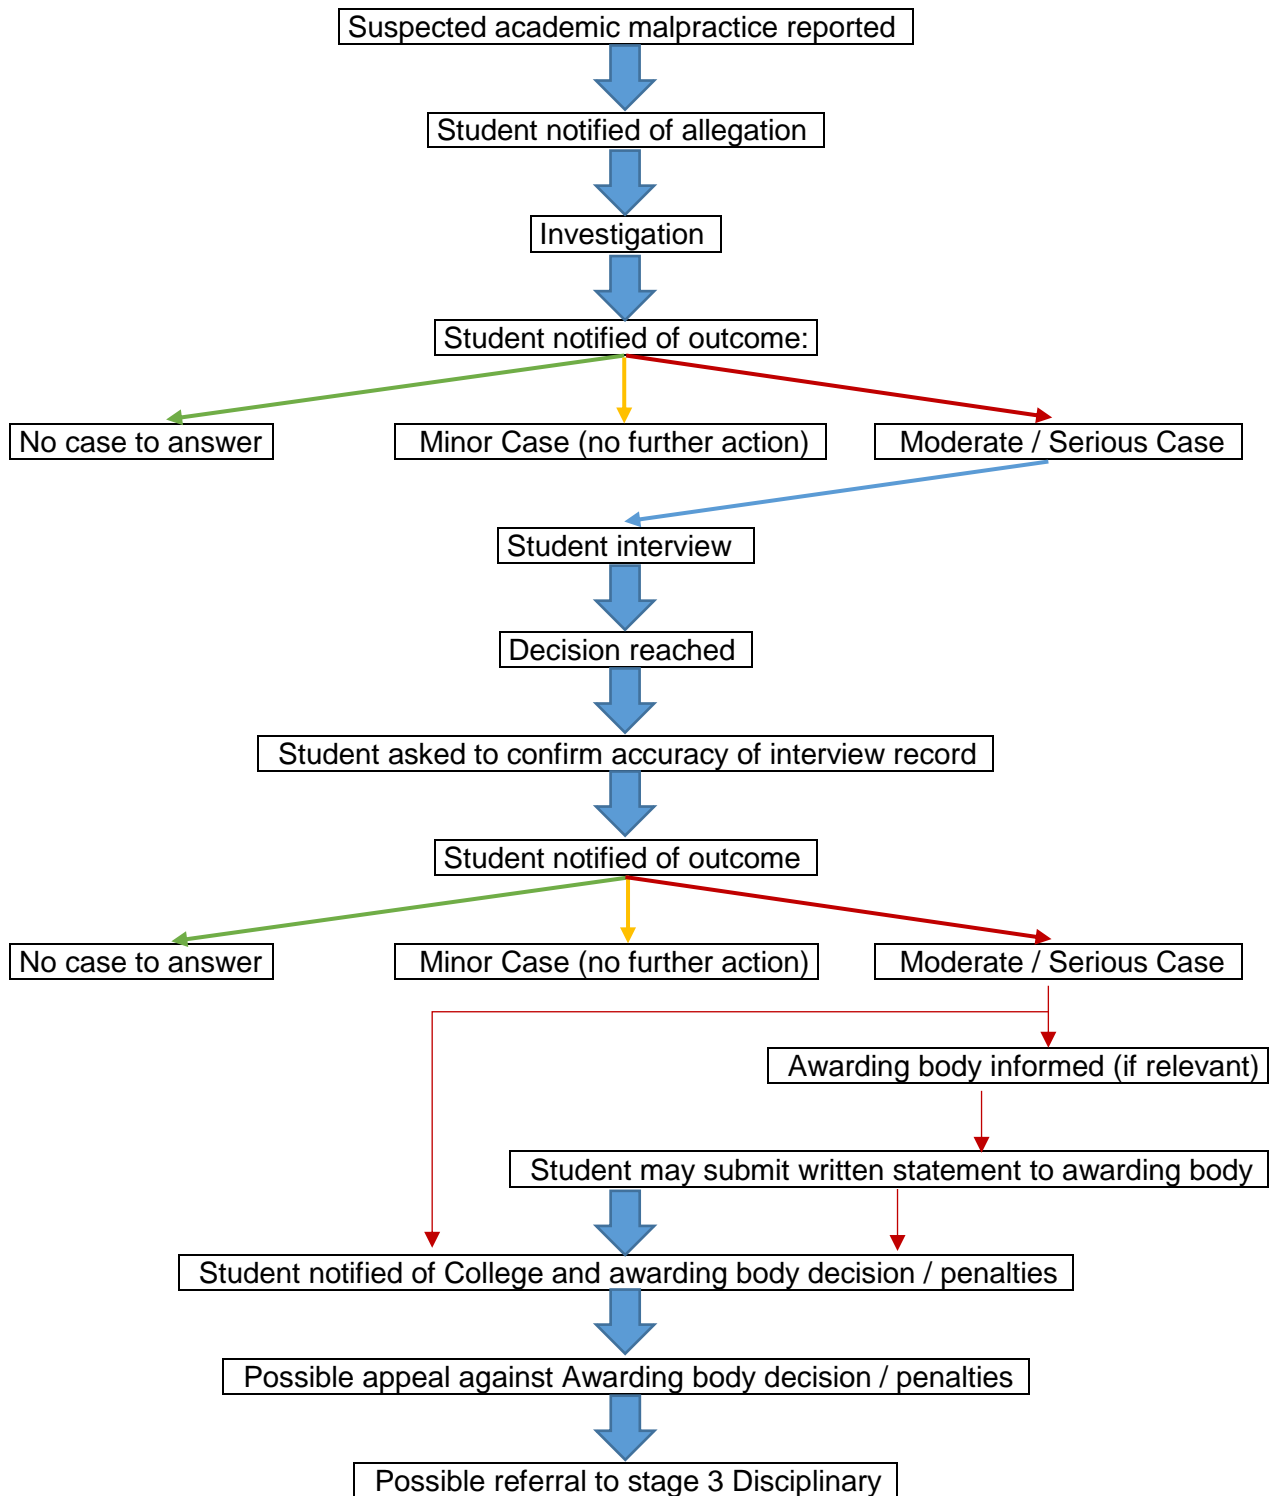 Suspected academic malpractice reported
Student notified of allegation
Investigation
Student notified of outcome:
No case to answer
Minor Case (no further action)
Moderate / Serious Case
Student interview
Decision reached
Student asked to confirm accuracy of interview record
Student notified of outcome
No case to answer
Minor Case (no further action)
Moderate / Serious Case
Awarding body informed (if relevant)
Student may submit written statement to awarding body
Student notified of College and awarding body decision / penalties
Possible appeal against Awarding body decision / penalties
Possible referral to stage 3 Disciplinary